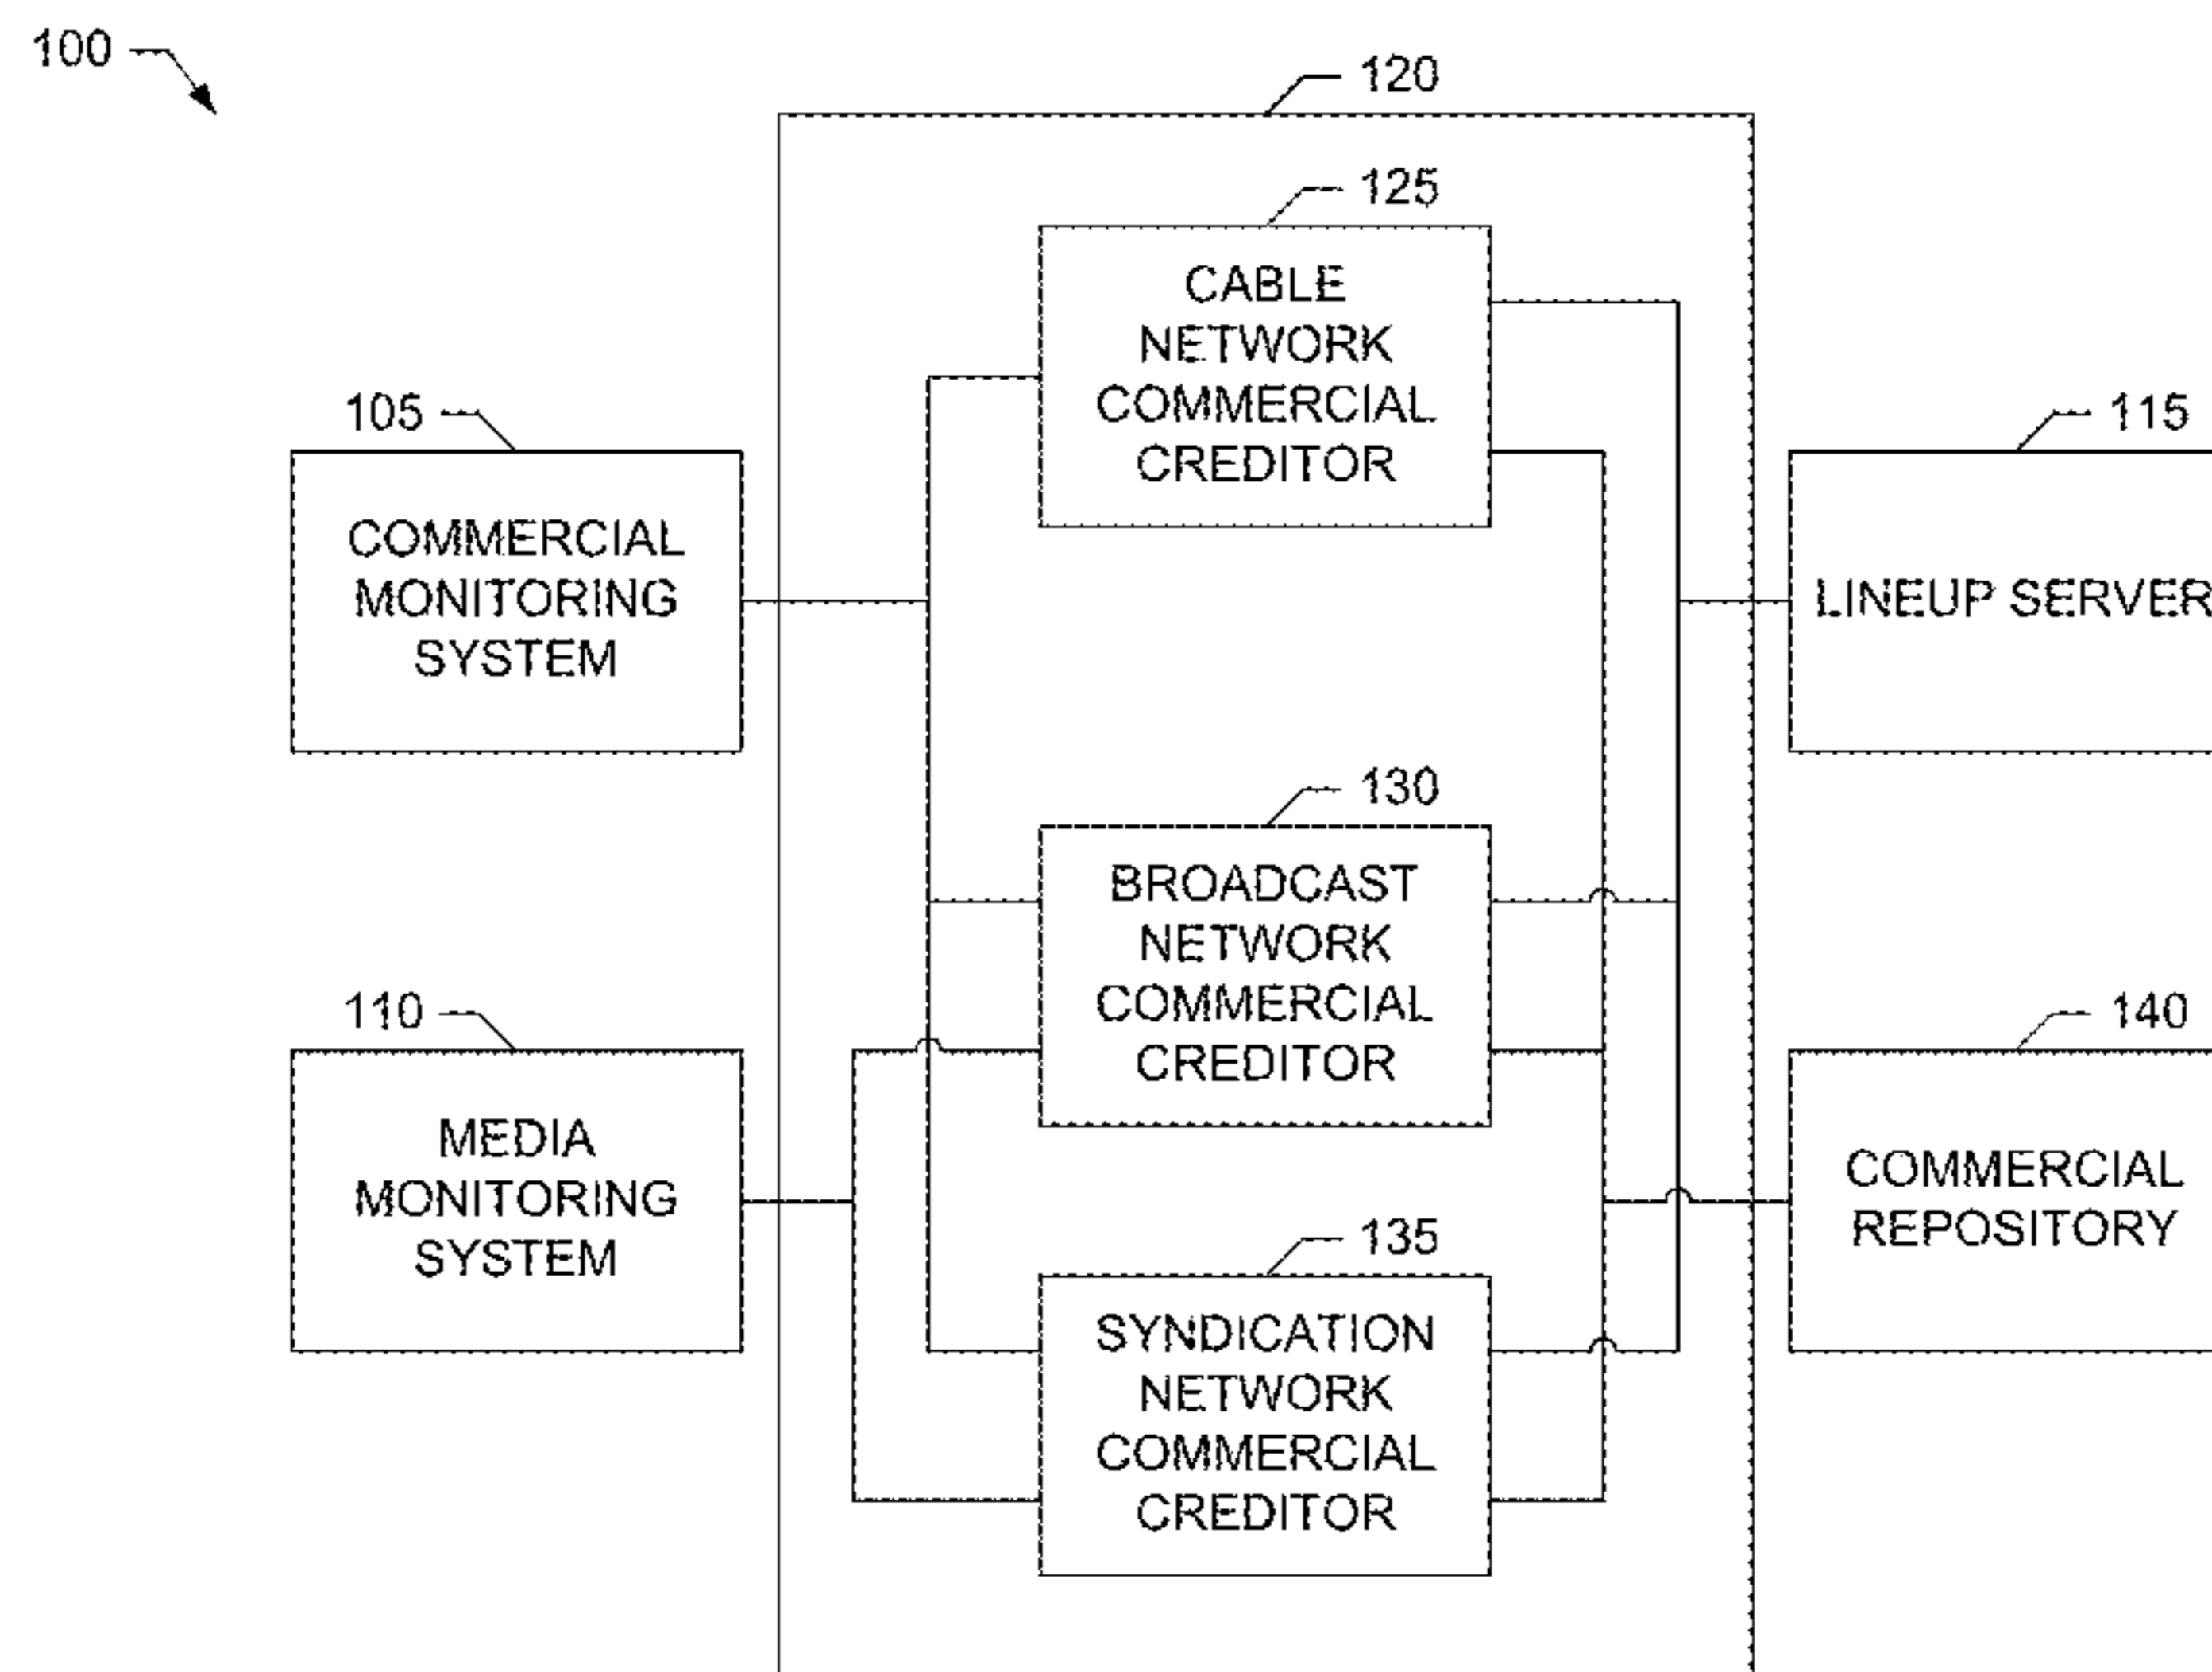 100
120
125
CABLE
NETWORK
COMMERCIAL
CREDITOR
105
COMMERCIAL
MONITORING
SYSTEM
115
LINEUP SERVER
130
BROADCAST
NETWORK
COMMERCIAL
CREDITOR
110
MEDIA
MONITORING
SYSTEM
140
COMMERCIAL
REPOSITORY
135
SYNDICATION
NETWORK
COMMERCIAL
CREDITOR